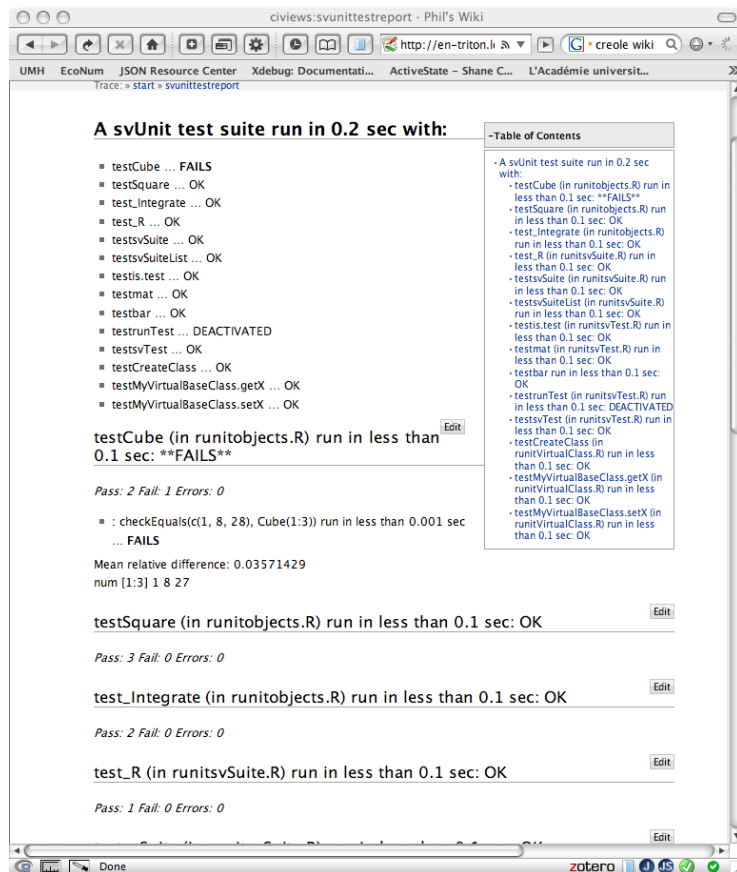 civiews:svunittestreport - Phil's Wiki
http://en-triton.l
creole wiki
UMH EcoNum JSON Resource Center Xdebug: Documentati... ActiveState – Shane C... L'Académie universit...
Trace: » start » svunittestreport
A svUnit test suite run in 0.2 sec with:
testCube ... FAILS
testSquare ... OK
test_Integrate ... OK
test_R ... OK
testsvSuite ... OK
testsvSuiteList ... OK
testis.test ... OK
testmat ... OK
testbar ... OK
testrunTest ... DEACTIVATED
testsvTest ... OK
testCreateClass ... OK
testMyVirtualBaseClass.getX ... OK
testMyVirtualBaseClass.setX ... OK
–Table of Contents
A svUnit test suite run in 0.2 sec
with:
testCube (in runitobjects.R) run in
less than 0.1 sec: **FAILS**
testSquare (in runitobjects.R) run
in less than 0.1 sec: OK
test_Integrate (in runitobjects.R)
run in less than 0.1 sec: OK
test_R (in runitsvSuite.R) run in
less than 0.1 sec: OK
testsvSuite (in runitsvSuite.R) run
in less than 0.1 sec: OK
testsvSuiteList (in runitsvSuite.R)
run in less than 0.1 sec: OK
testis.test (in runitsvTest.R) run in
less than 0.1 sec: OK
testmat (in runitsvTest.R) run in
less than 0.1 sec: OK
testbar run in less than 0.1 sec:
OK
testrunTest (in runitsvTest.R) run
in less than 0.1 sec: DEACTIVATED
testsvTest (in runitsvTest.R) run in
less than 0.1 sec: OK
testCreateClass (in
runitVirtualClass.R) run in less
than 0.1 sec: OK
testMyVirtualBaseClass.getX (in
runitVirtualClass.R) run in less
than 0.1 sec: OK
testMyVirtualBaseClass.setX (in
runitVirtualClass.R) run in less
than 0.1 sec: OK
Edit
testCube (in runitobjects.R) run in less than
0.1 sec: **FAILS**
Pass: 2 Fail: 1 Errors: 0
: checkEquals(c(1, 8, 28), Cube(1:3)) run in less than 0.001 sec
... FAILS
Mean relative difference: 0.03571429
num [1:3] 1 8 27
Edit
testSquare (in runitobjects.R) run in less than 0.1 sec: OK
Pass: 3 Fail: 0 Errors: 0
Edit
test_Integrate (in runitobjects.R) run in less than 0.1 sec: OK
Pass: 2 Fail: 0 Errors: 0
Edit
test_R (in runitsvSuite.R) run in less than 0.1 sec: OK
Pass: 1 Fail: 0 Errors: 0
Edit
Done
zotero
JS